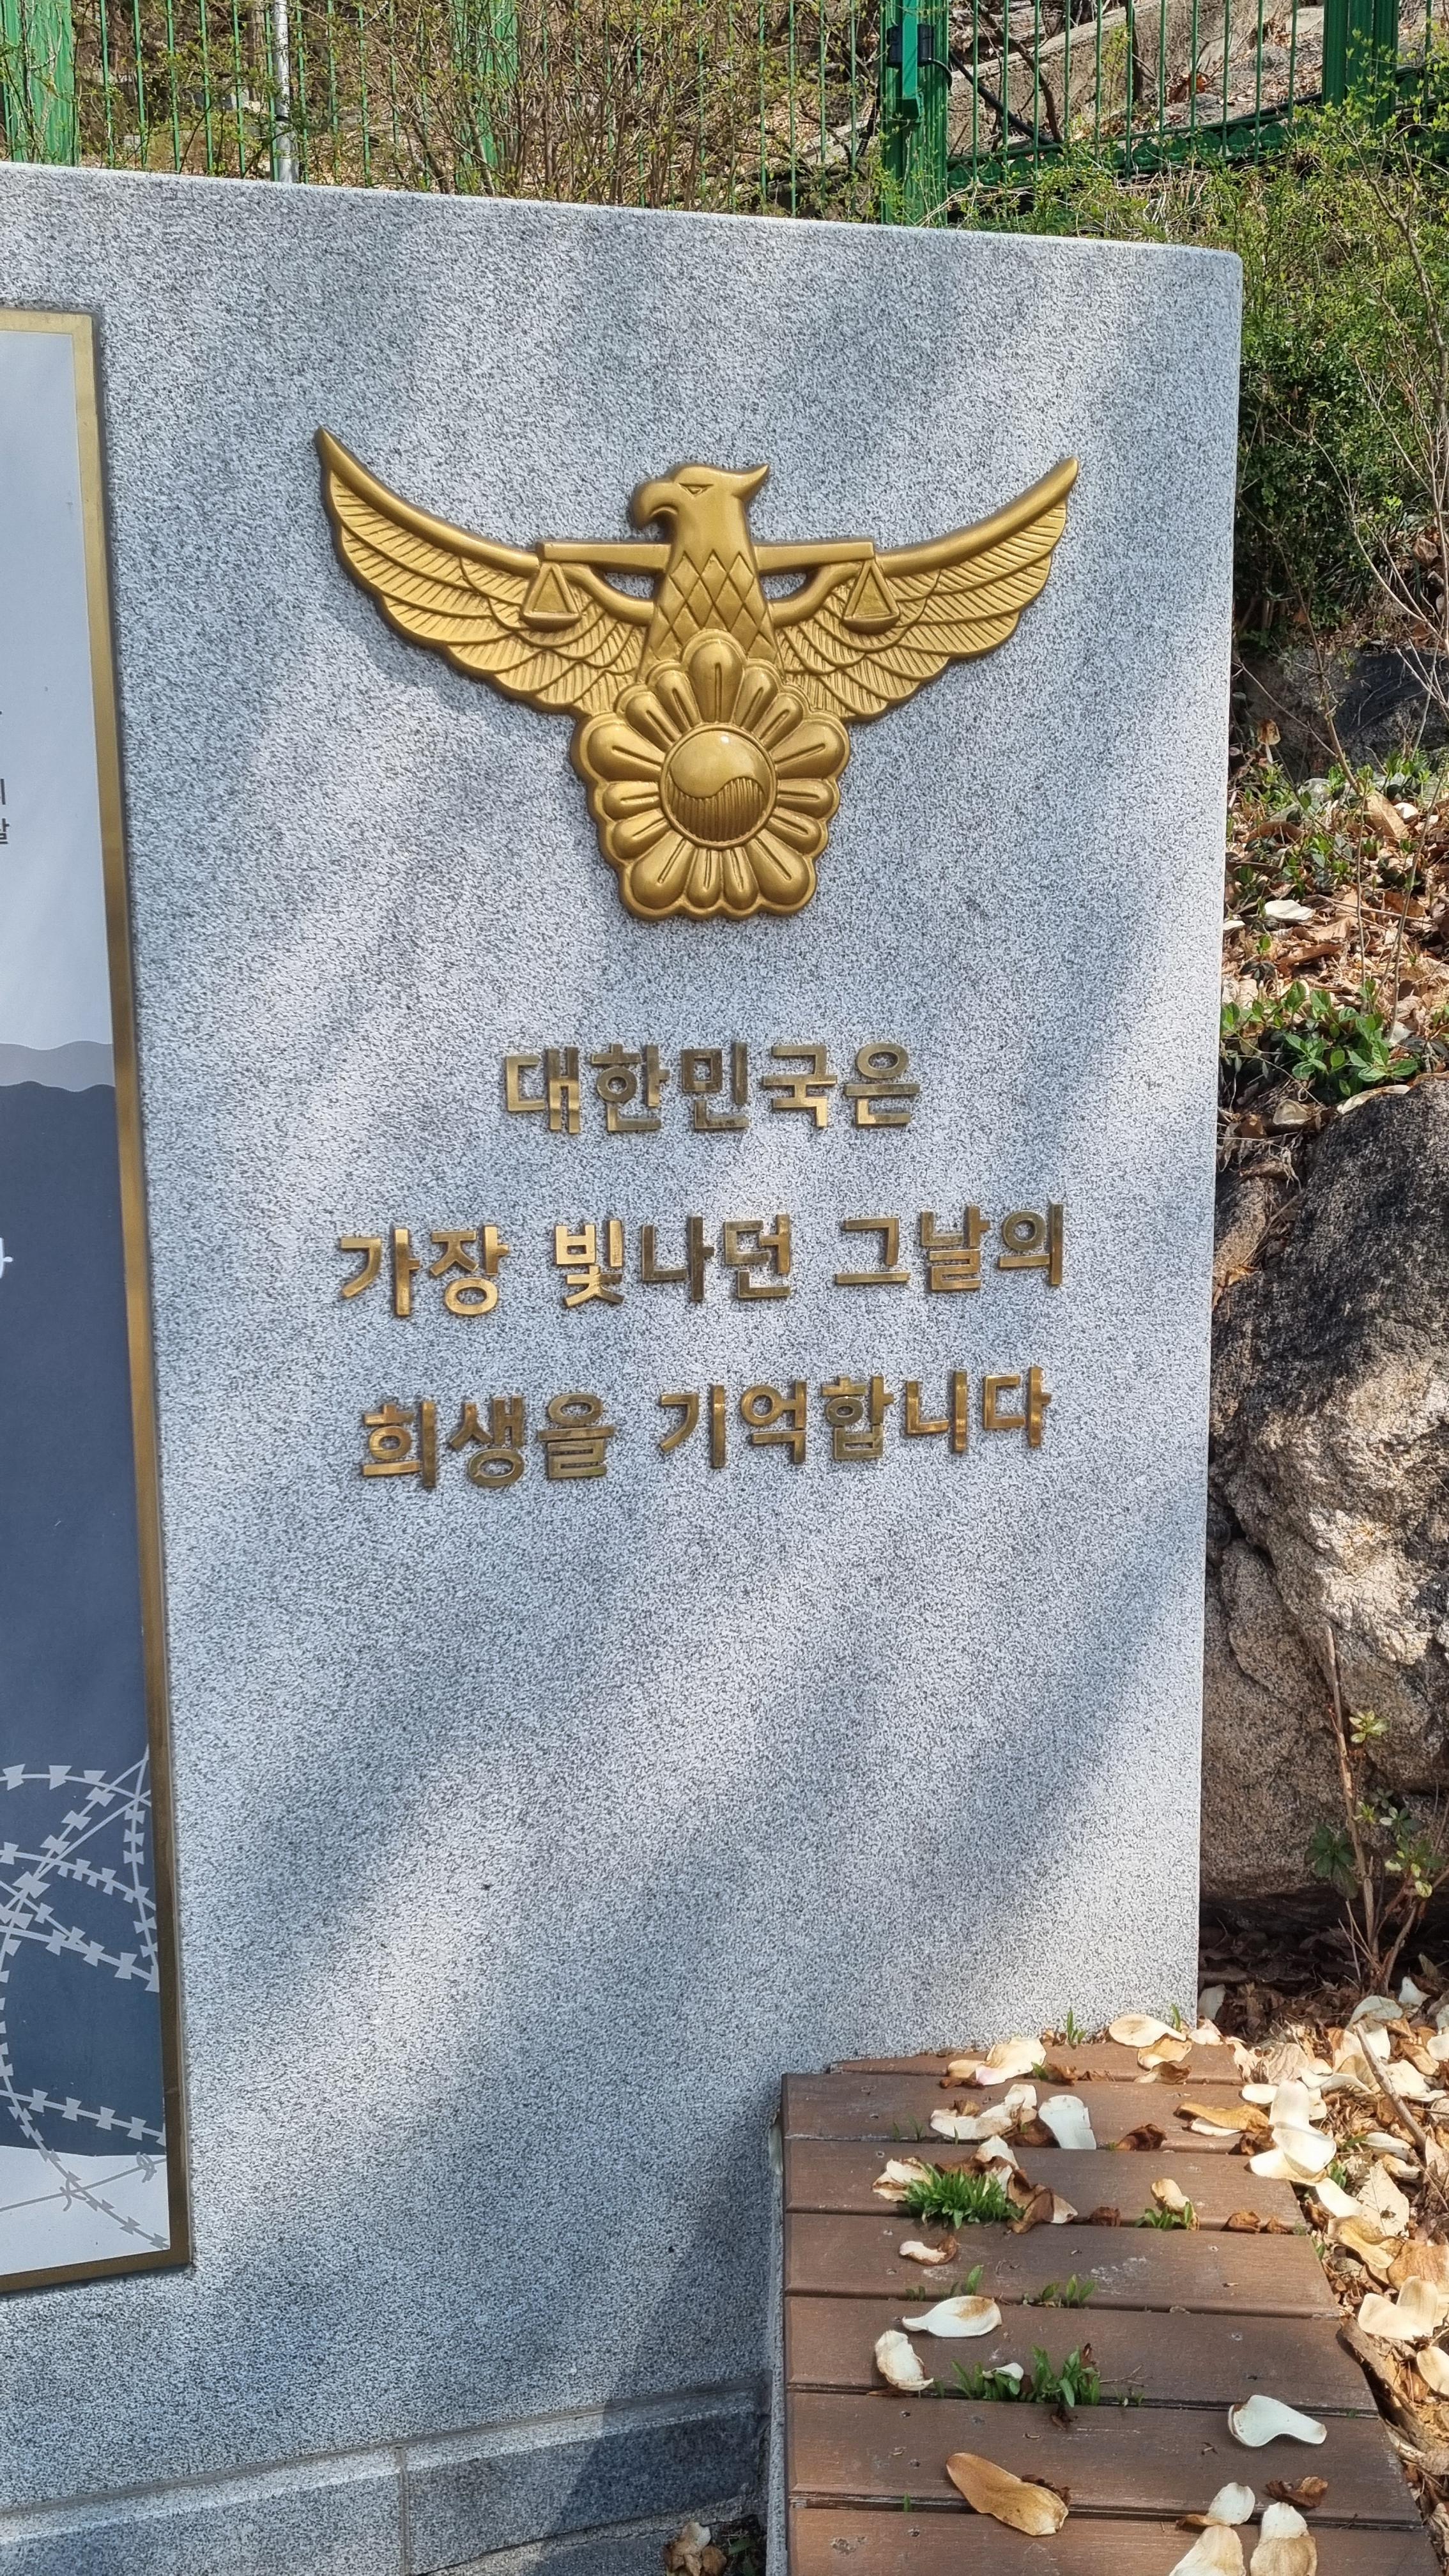 대한민국은
가장 빛나던 그날의
희생을 기억합니다